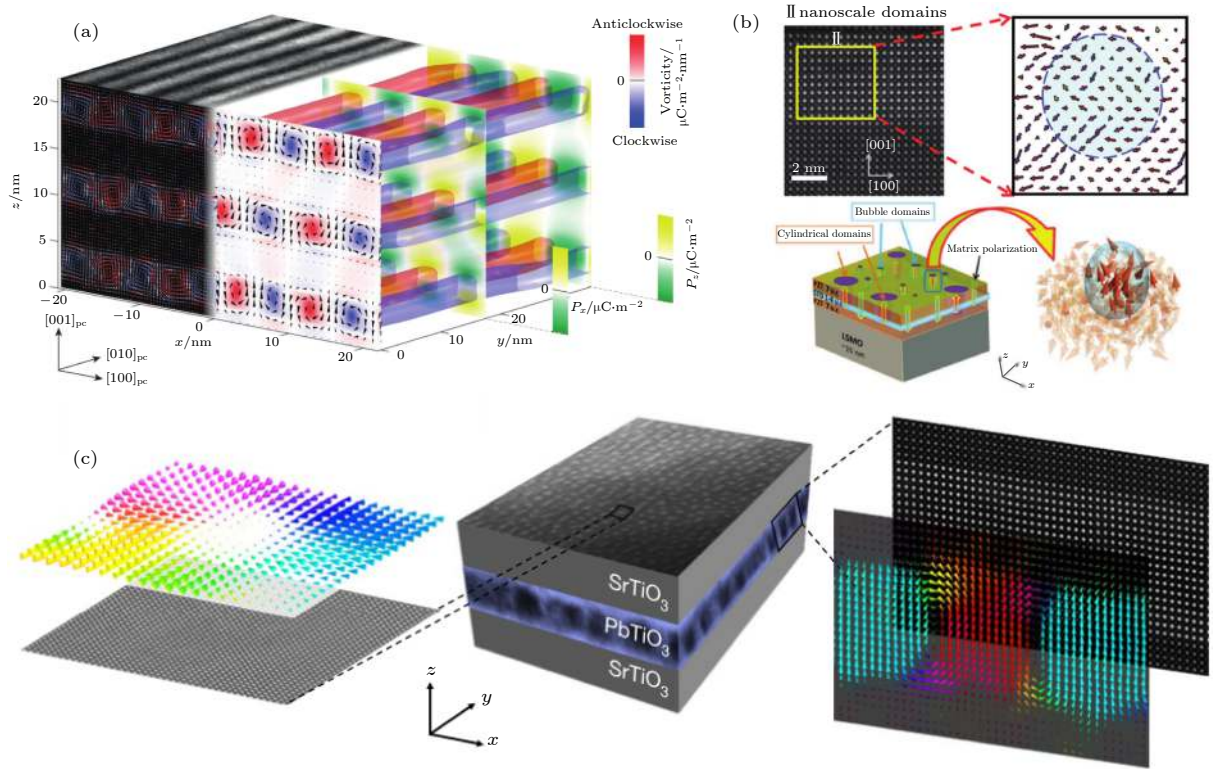 (a)
Anticlockwise
0
Vorticity/
μC·m⁻²·nm⁻¹
Clockwise
z/nm
20
15
10
5
0
−20
−10
0
x/nm
10
20
0
10
y/nm
20
0
Pₓ/μC·m⁻²
0
P_z/μC·m⁻²
[001]pc
[010]pc
[100]pc
(b)
Ⅱ nanoscale domains
Ⅱ
[001]
[100]
2 nm
Bubble domains
Cylindrical domains
Matrix polarization
LSMO
z
y
x
(c)
SrTiO₃
PbTiO₃
SrTiO₃
z
y
x